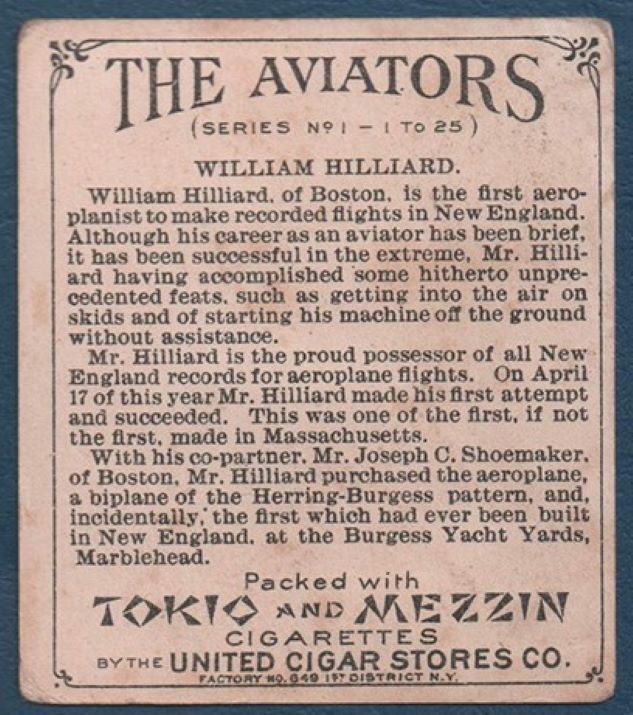 THE AVIATORS
(SERIES Nº 1 – 1 TO 25)
WILLIAM HILLIARD.
William Hilliard, of Boston, is the first aero-
planist to make recorded flights in New England.
Although his career as an aviator has been brief,
it has been successful in the extreme, Mr. Hilli-
ard having accomplished some hitherto unpre-
cedented feats, such as getting into the air on
skids and of starting his machine off the ground
without assistance.
Mr. Hilliard is the proud possessor of all New
England records for aeroplane flights. On April
17 of this year Mr. Hilliard made his first attempt
and succeeded. This was one of the first, if not
the first, made in Massachusetts.
With his co-partner, Mr. Joseph C. Shoemaker,
of Boston, Mr. Hilliard purchased the aeroplane,
a biplane of the Herring-Burgess pattern, and,
incidentally, the first which had ever been built
in New England, at the Burgess Yacht Yards,
Marblehead.
Packed with
TOKIO AND MEZZIN
CIGARETTES
BY THE UNITED CIGAR STORES CO.
FACTORY NO. 649 1ST DISTRICT N.Y.